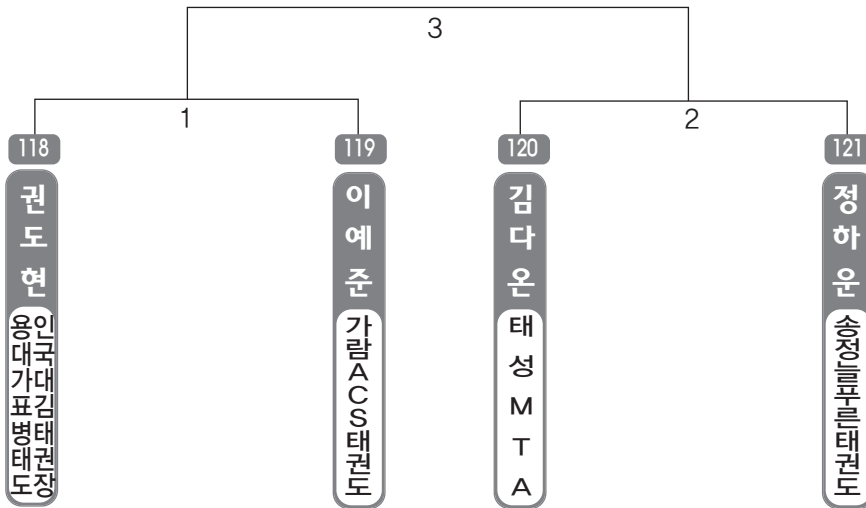 3
1
2
118
119
120
121
권도현
이예준
김다온
정하운
용인대국가대표김병태태권도장
가람ACS태권도
태성MTA
송정늘푸른태권도